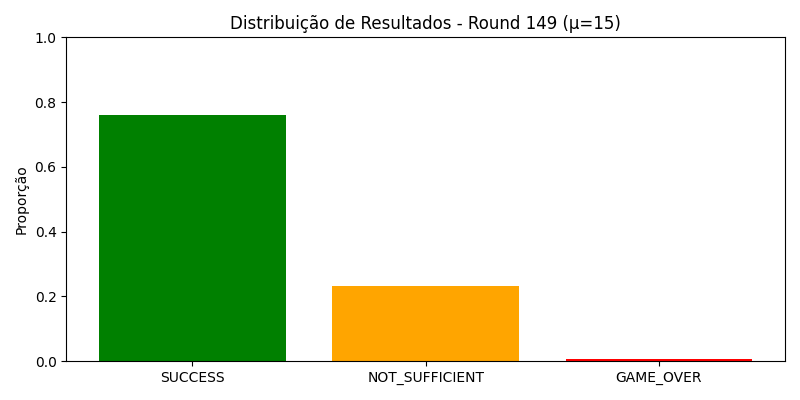 Distribuição de Resultados - Round 149 (μ=15)
Proporção
1.0
0.8
0.6
0.4
0.2
0.0
SUCCESS
NOT_SUFFICIENT
GAME_OVER